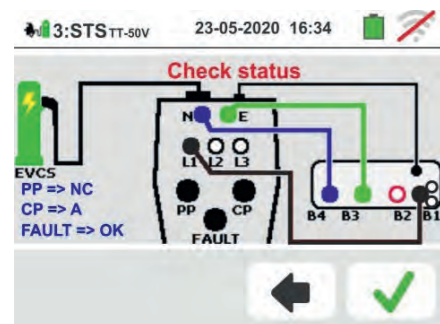 3:STS TT-50V 23-05-2020 16:34
Check status
N E
L1 L2 L3
EVCS
PP => NC
CP => A
FAULT => OK
PP CP
FAULT
B4 B3 B2 B1